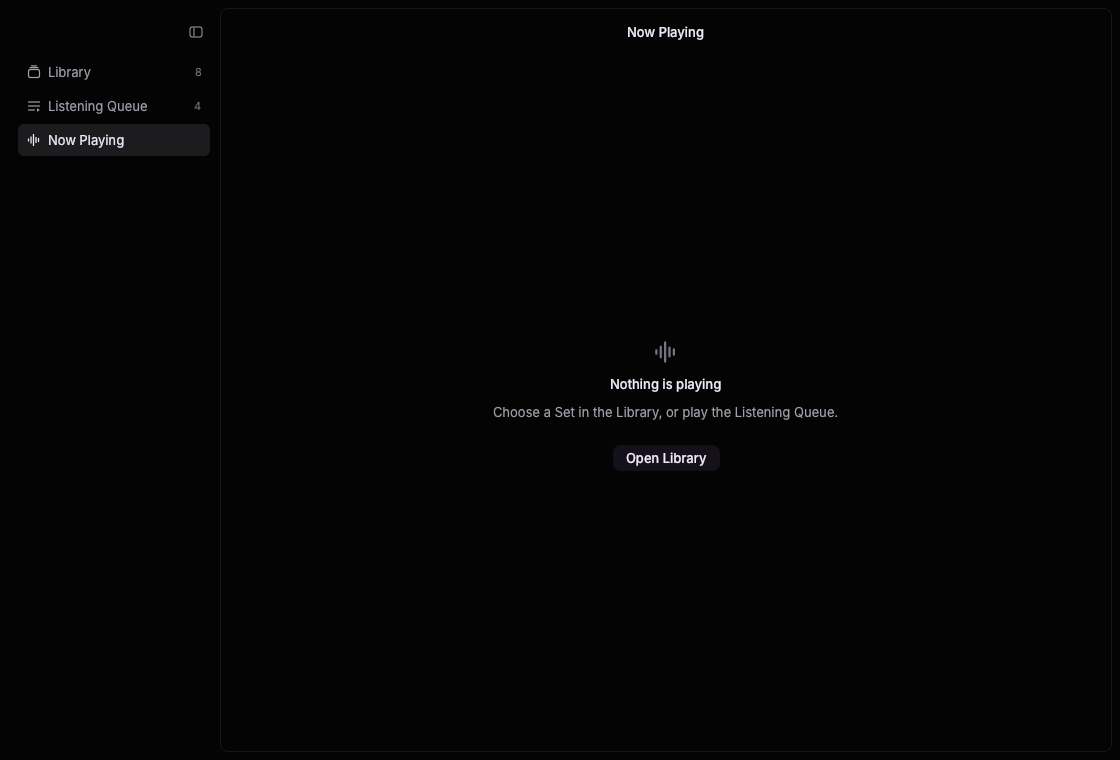 Now Playing
Library 8
Listening Queue 4
Now Playing
Nothing is playing
Choose a Set in the Library, or play the Listening Queue.
Open Library